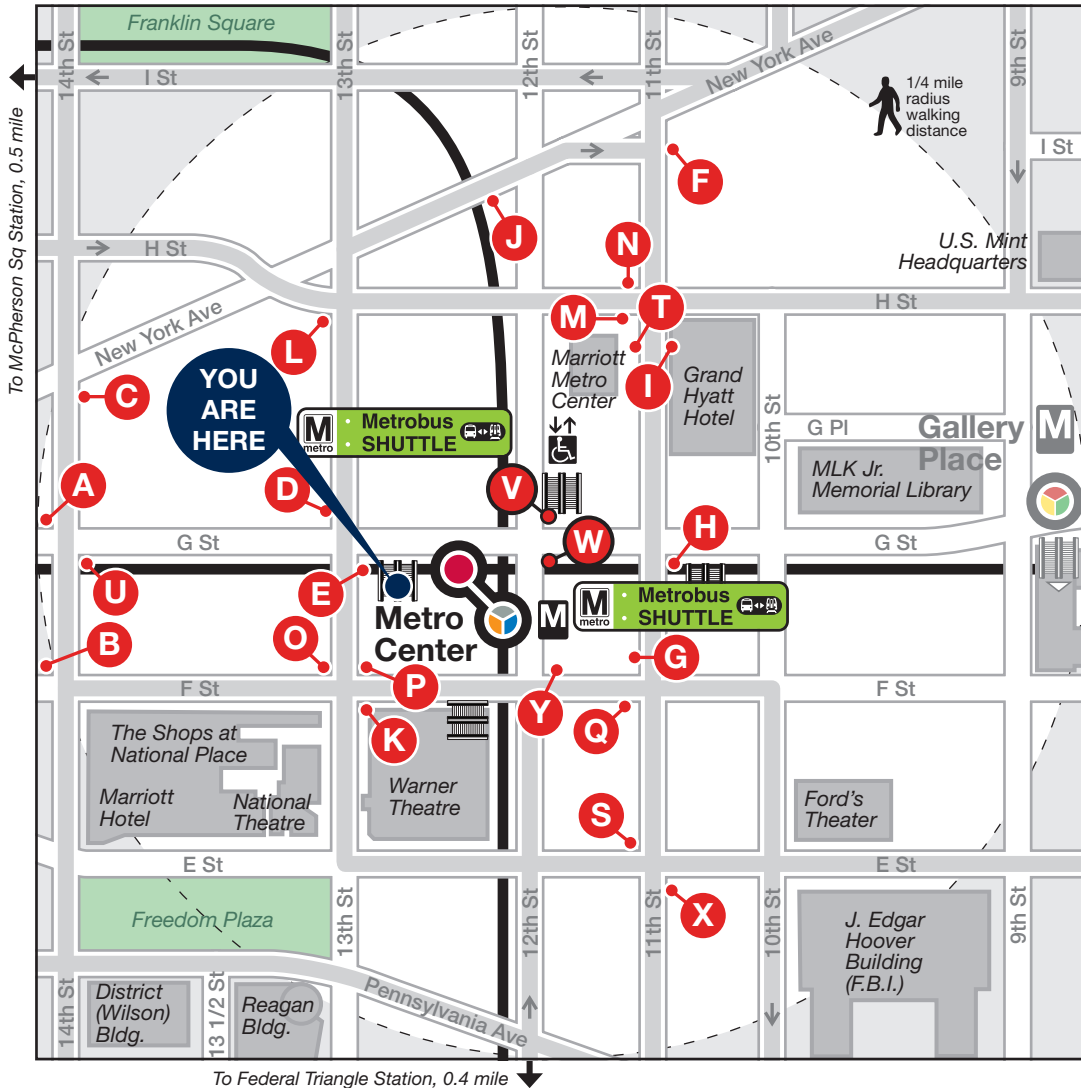 Franklin Square
14th St
13th St
12th St
11th St
9th St
I St
New York Ave
1/4 mile
radius
walking
distance
I St
To McPherson Sq Station, 0.5 mile
F
J
N
U.S. Mint
Headquarters
H St
H St
T
M
L
New York Ave
I
Marriott
Metro
Center
Grand
Hyatt
Hotel
10th St
YOU
ARE
HERE
C
M
metro
Metrobus
SHUTTLE
G Pl
Gallery
Place
M
MLK Jr.
Memorial Library
A
D
V
G St
W
H
G St
U
E
Metro
Center
M
M
metro
Metrobus
SHUTTLE
B
O
P
G
F St
Y
Q
F St
K
The Shops at
National Place
Marriott
Hotel
National
Theatre
Warner
Theatre
S
Ford's
Theater
E St
E St
Freedom Plaza
13th St
12th St
11th St
10th St
9th St
X
J. Edgar
Hoover
Building
(F.B.I.)
14th St
District
(Wilson)
Bldg.
13 1/2 St
Reagan
Bldg.
Pennsylvania Ave
To Federal Triangle Station, 0.4 mile